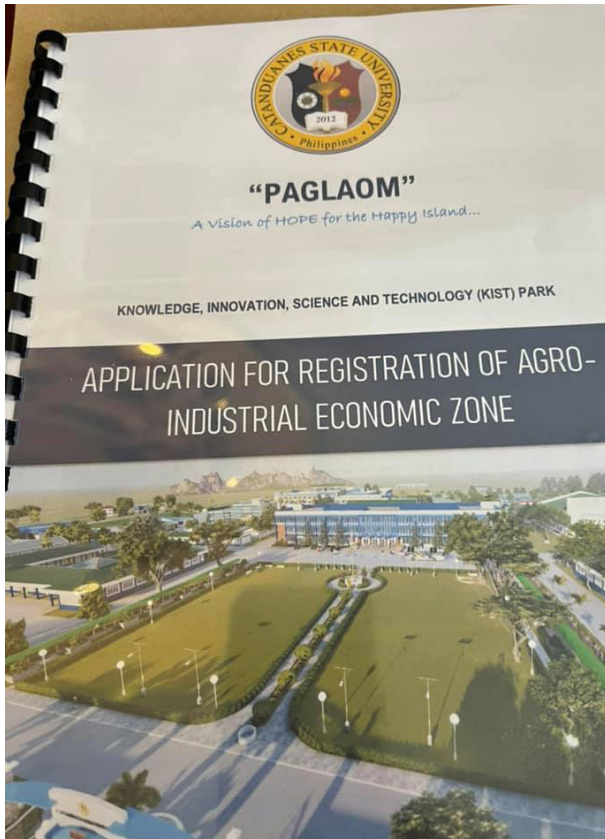 CATANDUANES STATE UNIVERSITY
2012
Philippines
“PAGLAOM”
A Vision of HOPE for the Happy Island...
KNOWLEDGE, INNOVATION, SCIENCE AND TECHNOLOGY (KIST) PARK
APPLICATION FOR REGISTRATION OF AGRO-
INDUSTRIAL ECONOMIC ZONE